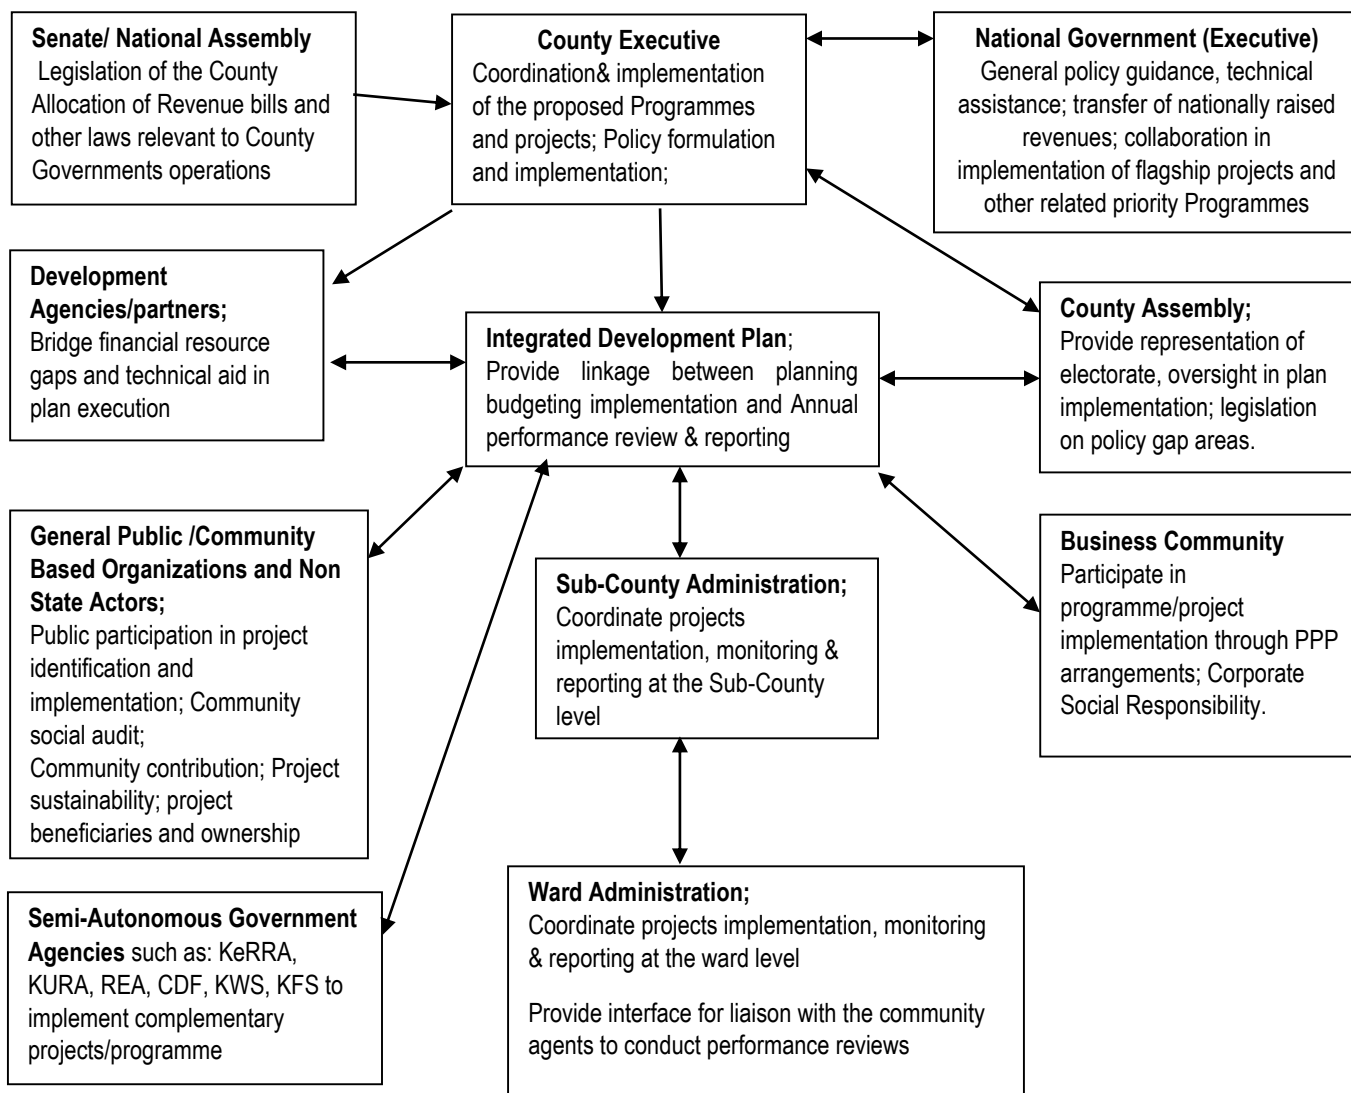 Senate/ National Assembly
Legislation of the County
Allocation of Revenue bills and
other laws relevant to County
Governments operations
County Executive
Coordination& implementation
of the proposed Programmes
and projects; Policy formulation
and implementation;
National Government (Executive)
General policy guidance, technical
assistance; transfer of nationally raised
revenues; collaboration in
implementation of flagship projects and
other related priority Programmes
Development
Agencies/partners;
Bridge financial resource
gaps and technical aid in
plan execution
Integrated Development Plan;
Provide linkage between planning
budgeting implementation and Annual
performance review & reporting
County Assembly;
Provide representation of
electorate, oversight in plan
implementation; legislation
on policy gap areas.
General Public /Community
Based Organizations and Non
State Actors;
Public participation in project
identification and
implementation; Community
social audit;
Community contribution; Project
sustainability; project
beneficiaries and ownership
Sub-County Administration;
Coordinate projects
implementation, monitoring &
reporting at the Sub-County
level
Business Community
Participate in
programme/project
implementation through PPP
arrangements; Corporate
Social Responsibility.
Semi-Autonomous Government
Agencies such as: KeRRA,
KURA, REA, CDF, KWS, KFS to
implement complementary
projects/programme
Ward Administration;
Coordinate projects implementation, monitoring
& reporting at the ward level
Provide interface for liaison with the community
agents to conduct performance reviews